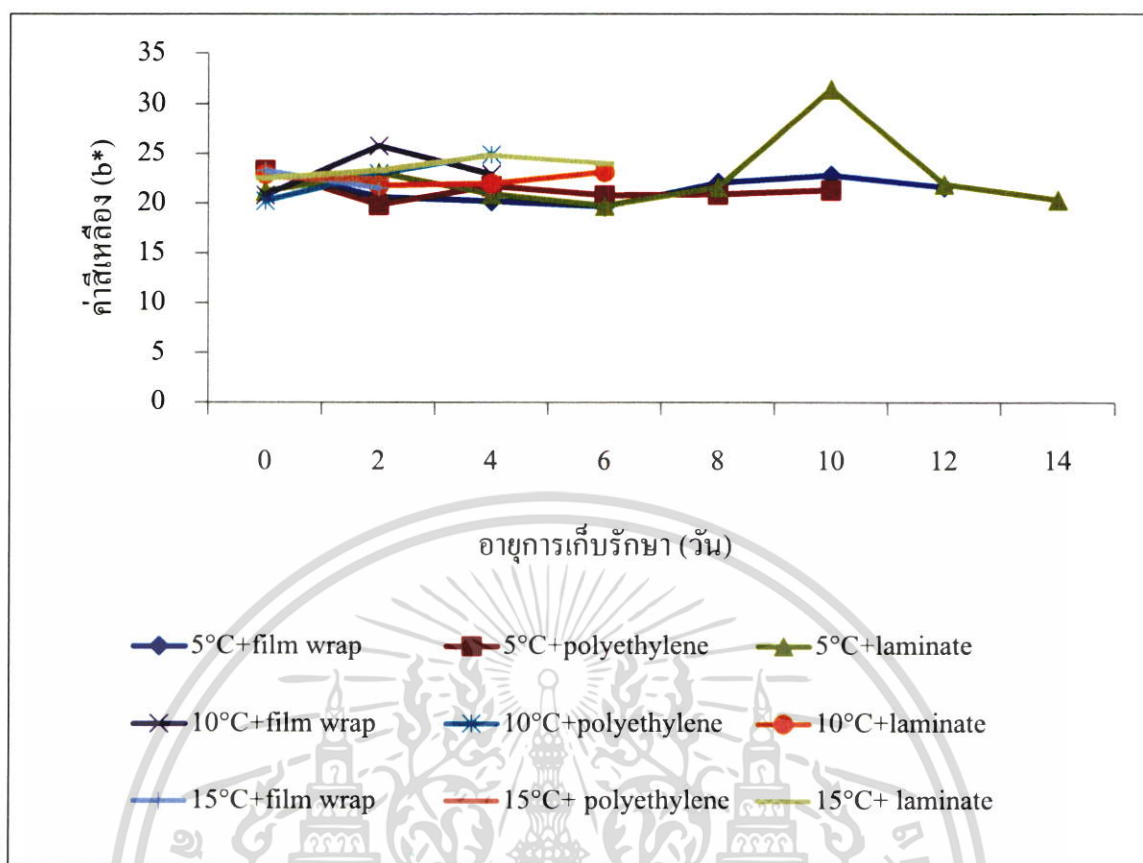 35
30
25
20
15
10
5
0
ค่าสีเหลือง (b*)
0 2 4 6 8 10 12 14
อายุการเก็บรักษา (วัน)
5°C+film wrap 5°C+polyethylene 5°C+laminate
10°C+film wrap 10°C+polyethylene 10°C+laminate
15°C+film wrap 15°C+ polyethylene 15°C+ laminate